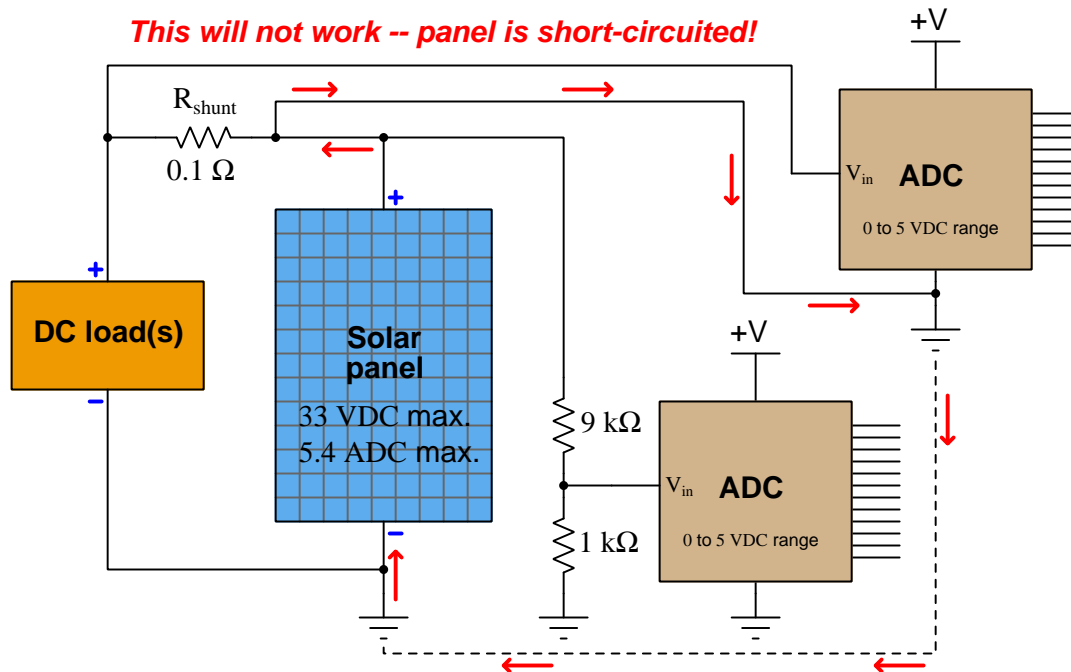 This will not work -- panel is short-circuited!
+V
R shunt
0.1 Ω
+
Vin
ADC
0 to 5 VDC range
+
DC load(s)
−
Solar
panel
33 VDC max.
5.4 ADC max.
−
+V
9 kΩ
Vin
ADC
0 to 5 VDC range
1 kΩ